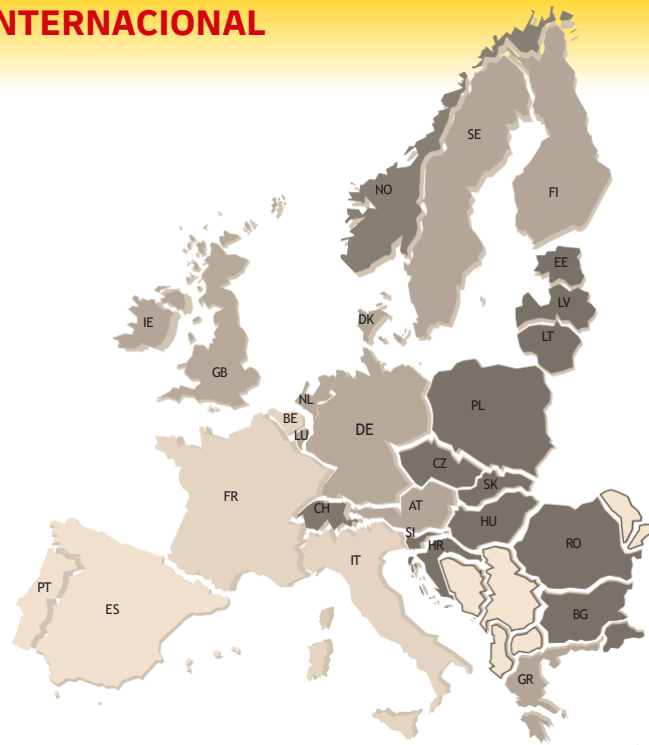 INTERNACIONAL
SE
NO
FI
EE
LV
IE
DK
LT
GB
NL
PL
BE
DE
LU
CZ
SK
FR
AT
CH
HU
SI
RO
HR
IT
PT
ES
BG
GR